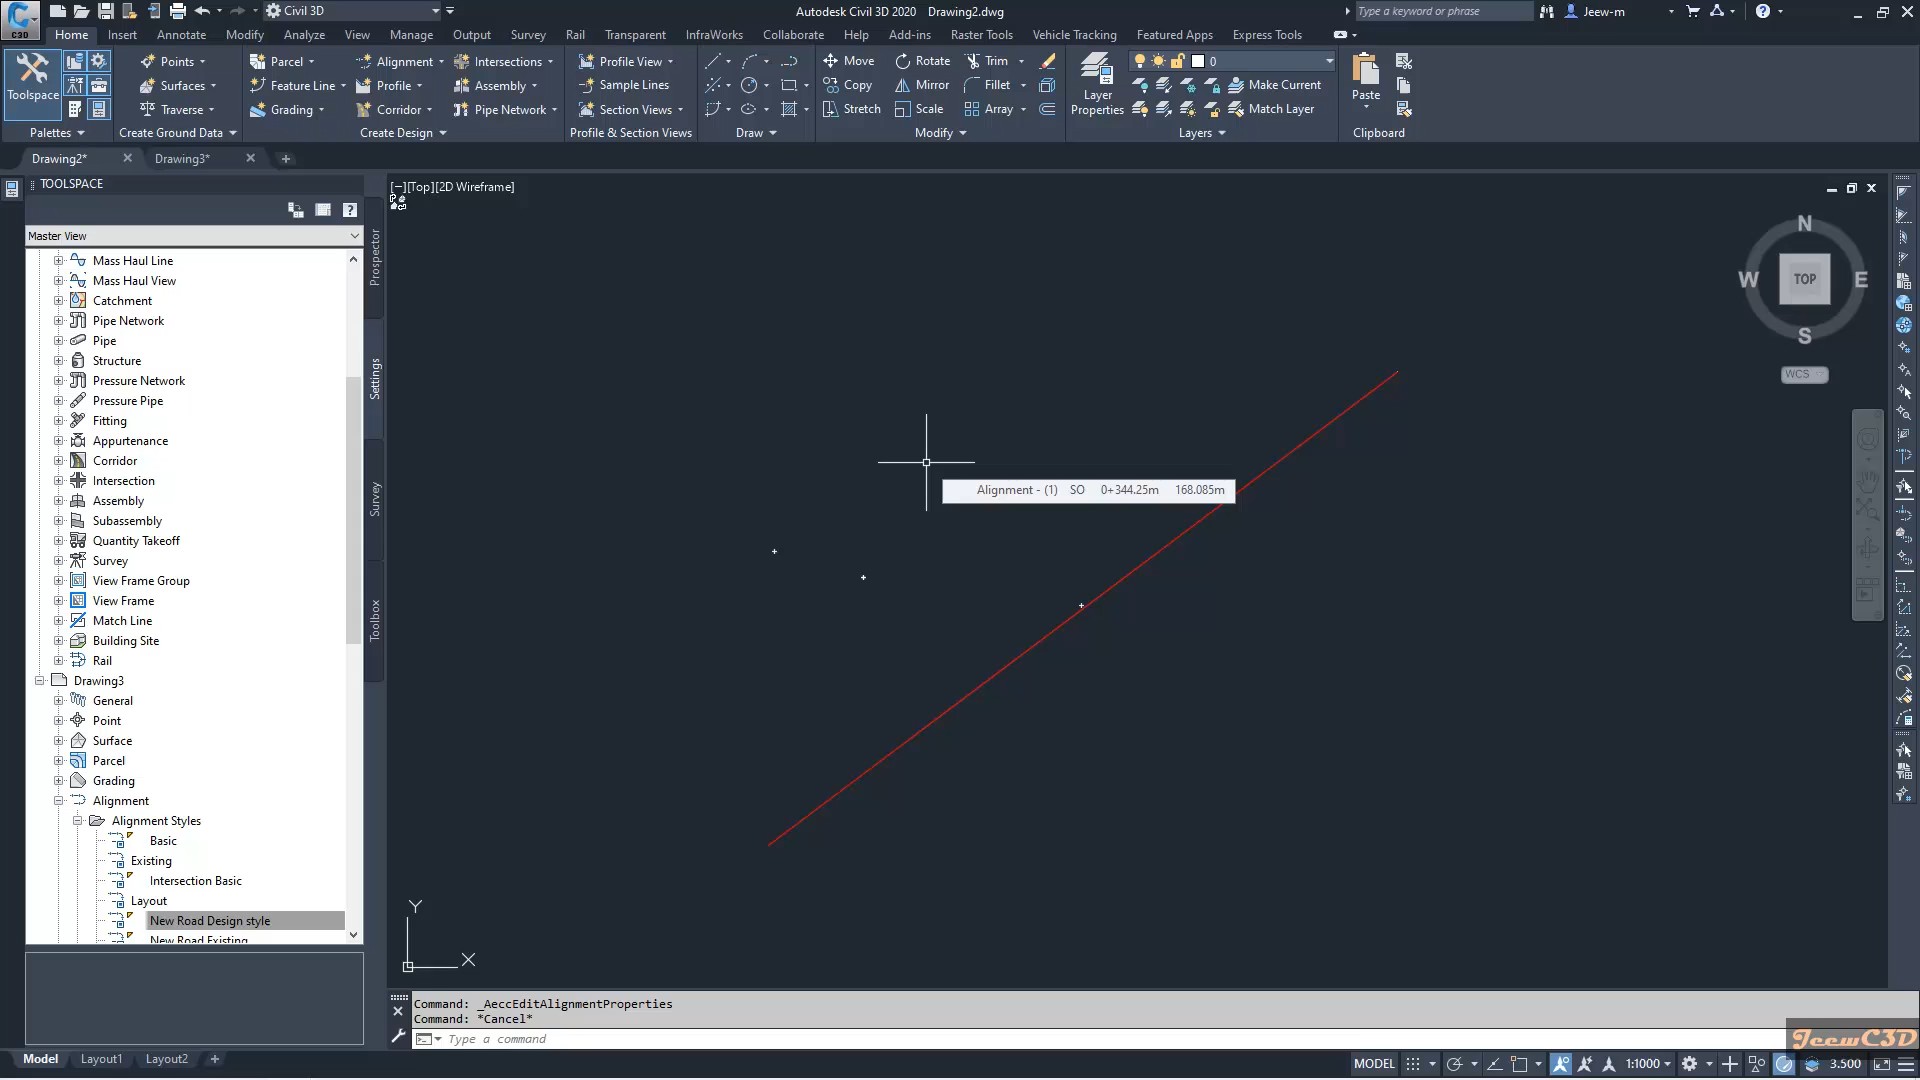 Civil 3D
Autodesk Civil 3D 2020 Drawing2.dwg
Type a keyword or phrase
Jeew-m
C3D
Home Insert Annotate Modify Analyze View Manage Output Survey Rail Transparent InfraWorks Collaborate Help Add-ins Raster Tools Vehicle Tracking Featured Apps Express Tools
Points Parcel Alignment Intersections Profile View Move Rotate Trim 0
Toolspace Surfaces Feature Line Profile Assembly Sample Lines Copy Mirror Fillet Layer Properties Make Current Paste
Traverse Grading Corridor Pipe Network Section Views Stretch Scale Array Match Layer
Palettes Create Ground Data Create Design Profile & Section Views Draw Modify Layers Clipboard
Drawing2* Drawing3*
TOOLSPACE
[−][Top][2D Wireframe]
Master View
Mass Haul Line
Mass Haul View
Catchment
Pipe Network
Pipe
Structure
Pressure Network
Pressure Pipe
Fitting
Appurtenance
Corridor
Intersection
Assembly
Subassembly
Quantity Takeoff
Survey
View Frame Group
View Frame
Match Line
Building Site
Rail
Drawing3
General
Point
Surface
Parcel
Grading
Alignment
Alignment Styles
Basic
Existing
Intersection Basic
Layout
New Road Design style
New Road Existing
Prospector
Settings
Survey
Toolbox
N
W TOP E
S
WCS
Alignment - (1) SO 0+344.25m 168.085m
Y
X
Command: _AeccEditAlignmentProperties
Command: *Cancel*
Type a command
JeewC3D
Model Layout1 Layout2
MODEL 1:1000 3.500